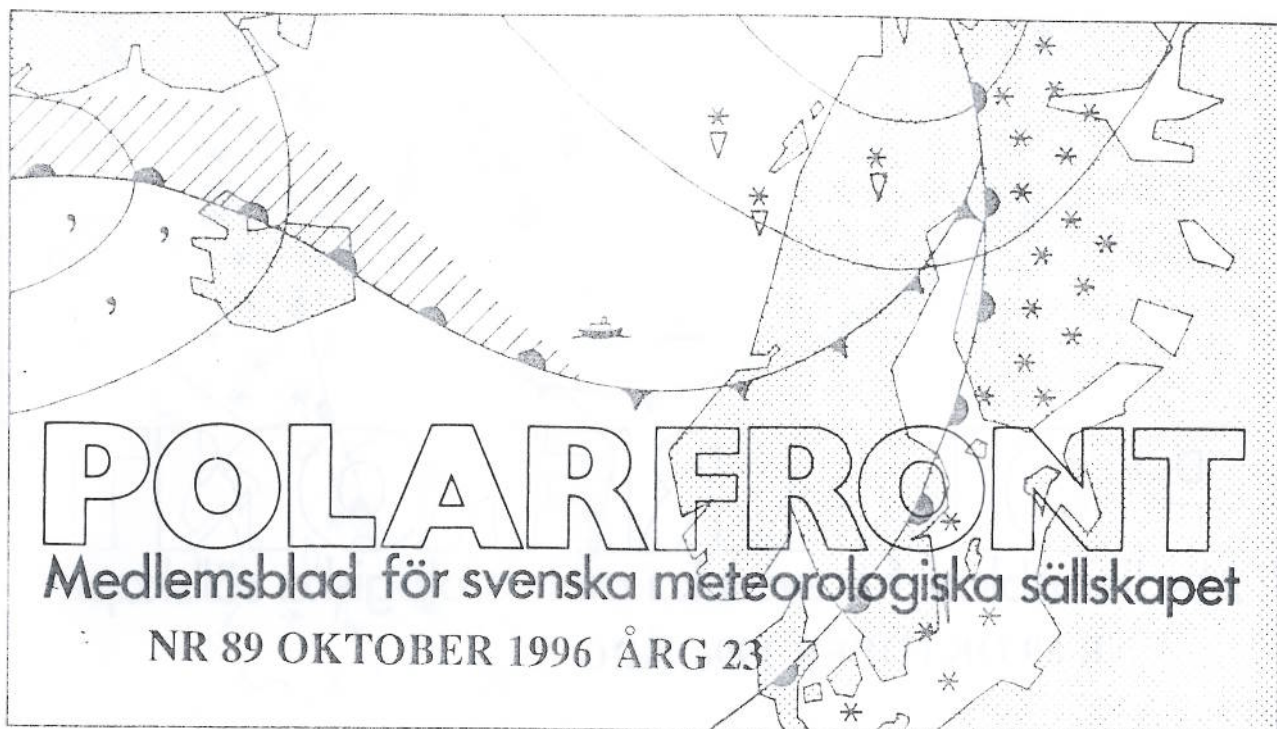 POLARFRONT
Medlemsblad för svenska meteorologiska sällskapet
NR 89 OKTOBER 1996 ÅRG 23